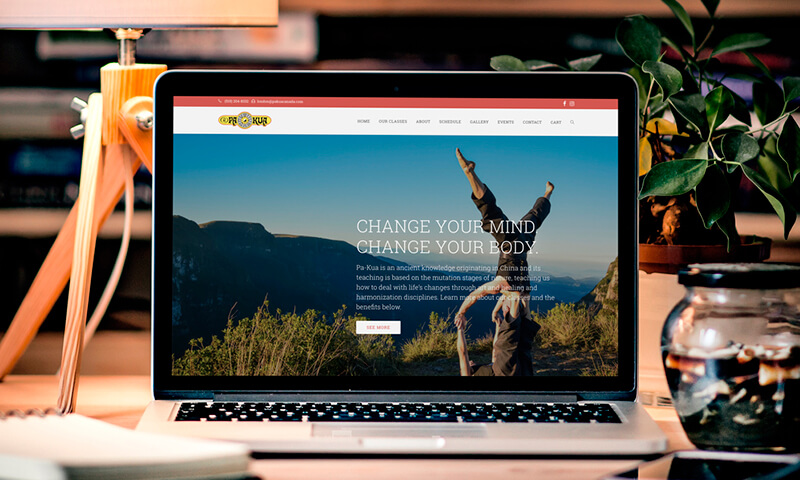 PA KUA
HOME OUR CLASSES ABOUT SCHEDULE GALLERY EVENTS CONTACT CART
CHANGE YOUR MIND,
CHANGE YOUR BODY.
Pa-Kua is an ancient knowledge originating in China and its
teaching is based on the mutation stages of nature, teaching us
how to deal with life's changes through art and healing and
harmonization disciplines. Learn more about our classes and the
benefits below.
SEE MORE